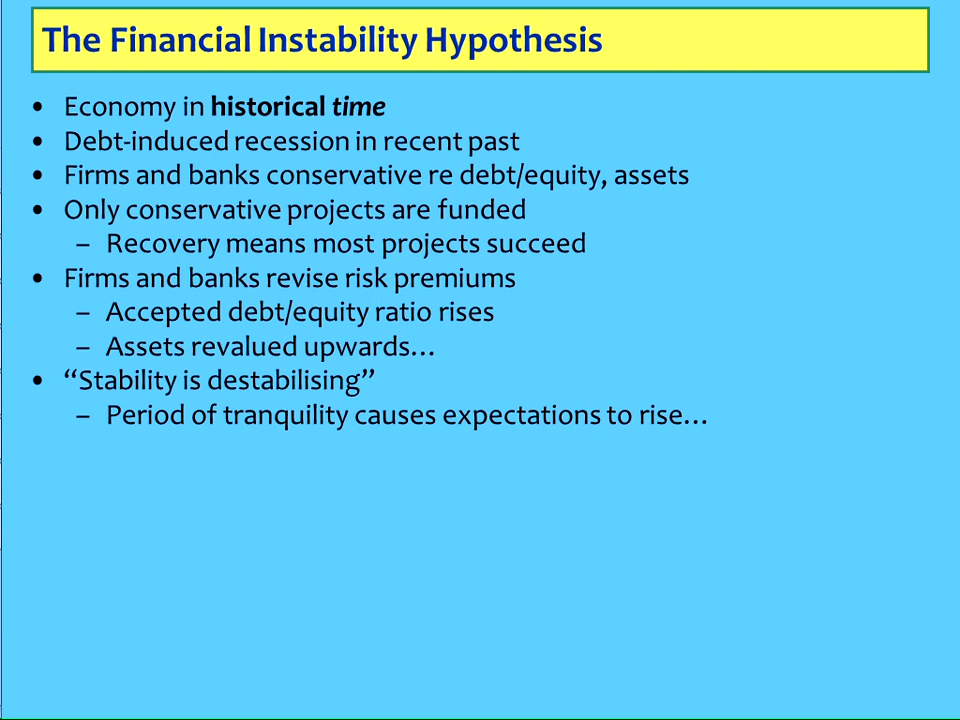 The Financial Instability Hypothesis
• Economy in historical time
• Debt-induced recession in recent past
• Firms and banks conservative re debt/equity, assets
• Only conservative projects are funded
– Recovery means most projects succeed
• Firms and banks revise risk premiums
– Accepted debt/equity ratio rises
– Assets revalued upwards…
• “Stability is destabilising”
– Period of tranquility causes expectations to rise…